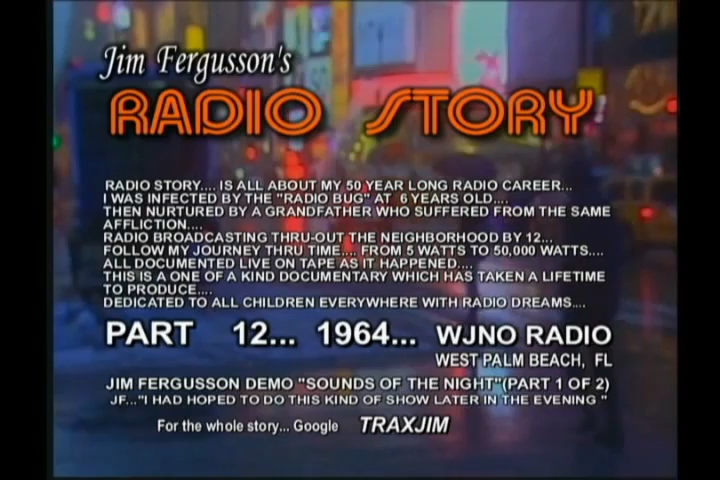 Jim Fergusson's
RADIO STORY
RADIO STORY.... IS ALL ABOUT MY 50 YEAR LONG RADIO CAREER...
I WAS INFECTED BY THE "RADIO BUG" AT 6 YEARS OLD....
THEN NURTURED BY A GRANDFATHER WHO SUFFERED FROM THE SAME
AFFLICTION....
RADIO BROADCASTING THRU-OUT THE NEIGHBORHOOD BY 12...
FOLLOW MY JOURNEY THRU TIME.... FROM 5 WATTS TO 50,000 WATTS....
ALL DOCUMENTED LIVE ON TAPE AS IT HAPPENED....
THIS IS A ONE OF A KIND DOCUMENTARY WHICH HAS TAKEN A LIFETIME
TO PRODUCE....
DEDICATED TO ALL CHILDREN EVERYWHERE WITH RADIO DREAMS....
PART 12... 1964... WJNO RADIO
WEST PALM BEACH, FL
JIM FERGUSSON DEMO "SOUNDS OF THE NIGHT"(PART 1 OF 2)
JF..."I HAD HOPED TO DO THIS KIND OF SHOW LATER IN THE EVENING "
For the whole story... Google TRAXJIM